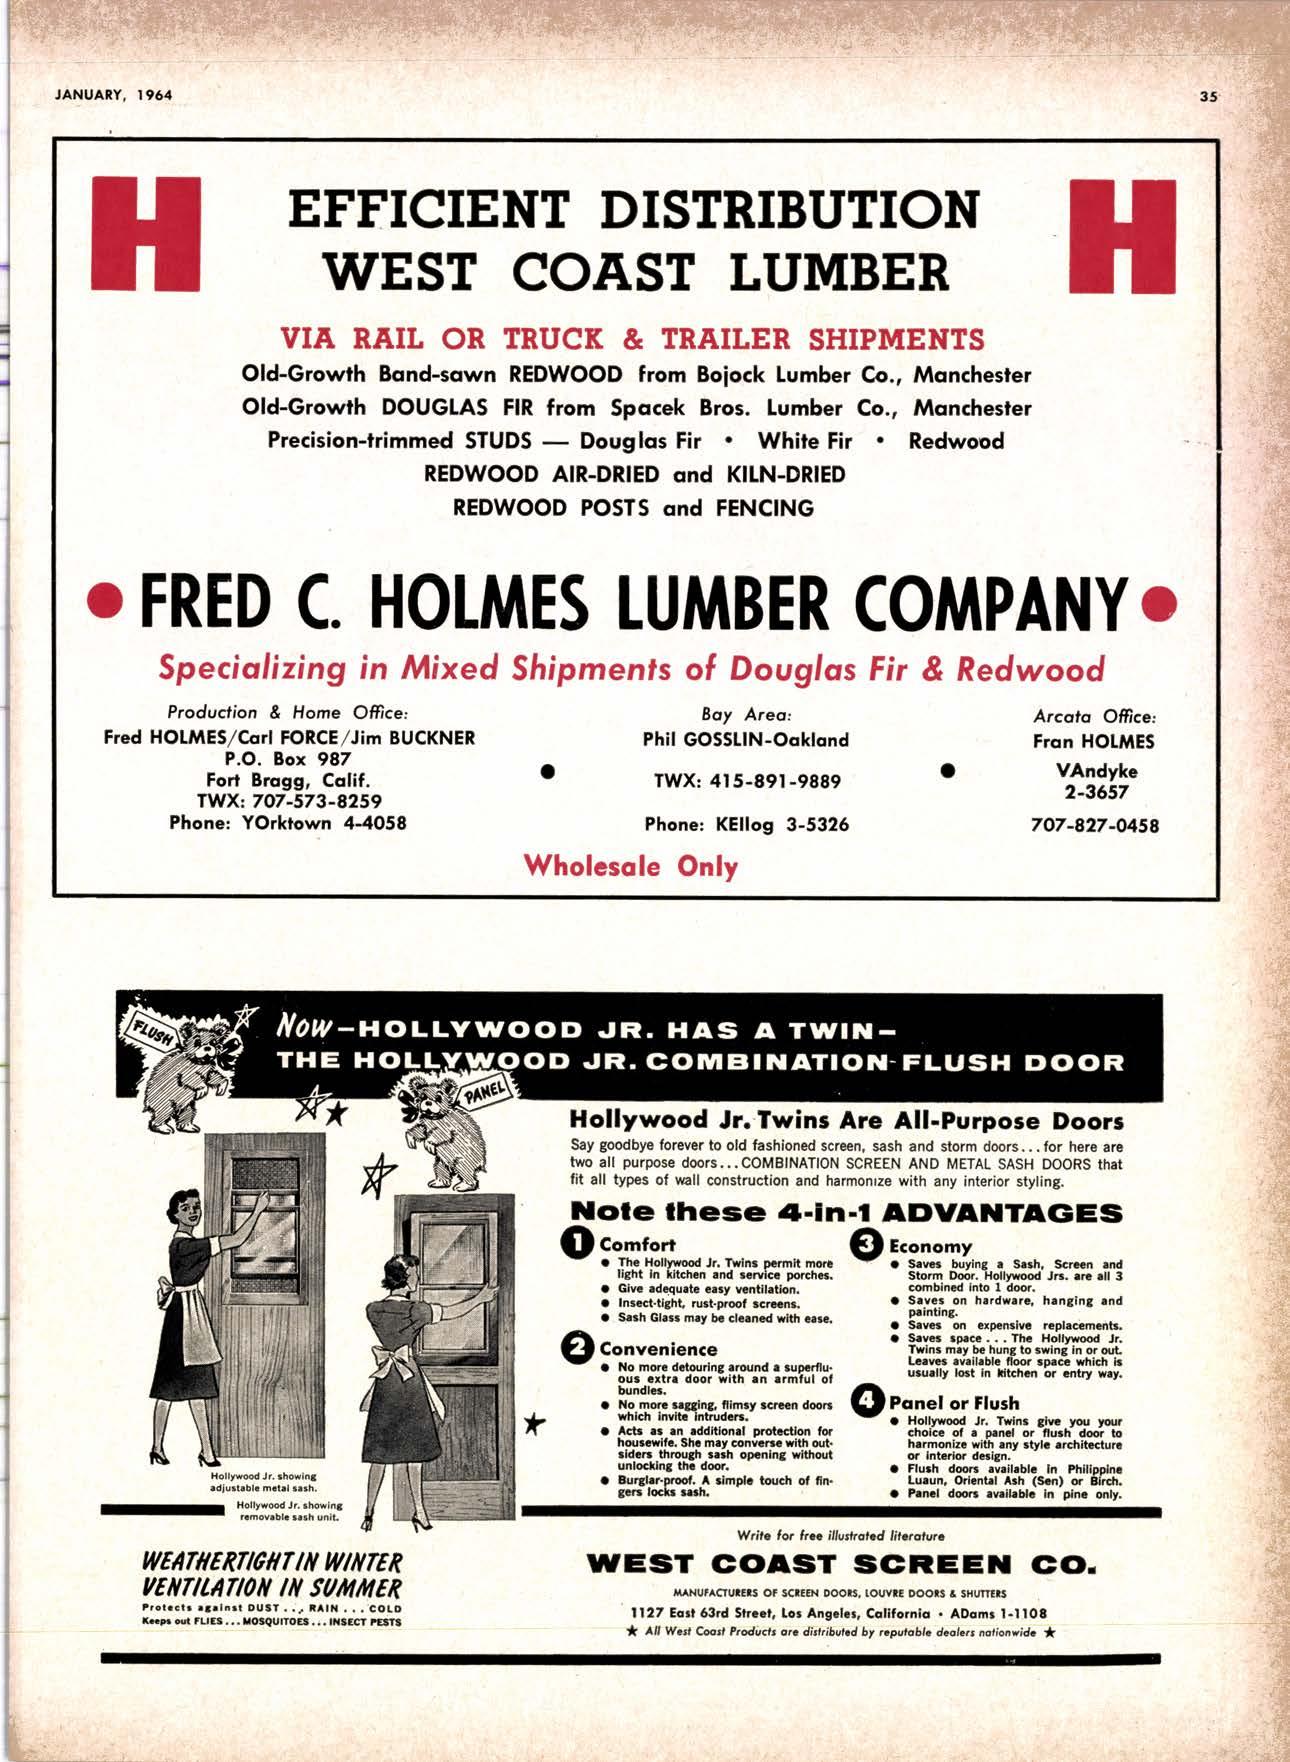 JANUARY, 1964
35
H
H
EFFICIENT DISTRIBUTION
WEST COAST LUMBER
VIA RAIL OR TRUCK & TRAILER SHIPMENTS
Old-Growth Band-sawn REDWOOD from Bojock Lumber Co., Manchester
Old-Growth DOUGLAS FIR from Spacek Bros. Lumber Co., Manchester
Precision-trimmed STUDS — Douglas Fir • White Fir • Redwood
REDWOOD AIR-DRIED and KILN-DRIED
REDWOOD POSTS and FENCING
• FRED C. HOLMES LUMBER COMPANY •
Specializing in Mixed Shipments of Douglas Fir & Redwood
Production & Home Office:
Fred HOLMES/Carl FORCE/Jim BUCKNER
P.O. Box 987
Fort Bragg, Calif.
TWX: 707-573-8259
Phone: YOrktown 4-4058
•
Bay Area:
Phil GOSSLIN-Oakland
TWX: 415-891-9889
Phone: KEllog 3-5326
•
Arcata Office:
Fran HOLMES
VAndyke
2-3657
707-827-0458
Wholesale Only
FLUSH
Now—HOLLYWOOD JR. HAS A TWIN—
THE HOLLYWOOD JR. COMBINATION-FLUSH DOOR
PANEL
Hollywood Jr. Twins Are All-Purpose Doors
Say goodbye forever to old fashioned screen, sash and storm doors...for here are
two all purpose doors...COMBINATION SCREEN AND METAL SASH DOORS that
fit all types of wall construction and harmonize with any interior styling.
Note these 4-in-1 ADVANTAGES
1 Comfort
• The Hollywood Jr. Twins permit more
light in kitchen and service porches.
• Give adequate easy ventilation.
• Insect-tight, rust-proof screens.
• Sash Glass may be cleaned with ease.
2 Convenience
• No more detouring around a superflu-
ous extra door with an armful of
bundles.
• No more sagging, flimsy screen doors
which invite intruders.
• Acts as an additional protection for
housewife. She may converse with out-
siders through sash opening without
unlocking the door.
• Burglar-proof. A simple touch of fin-
gers locks sash.
3 Economy
• Saves buying a Sash, Screen and
Storm Door. Hollywood Jrs. are all 3
combined into 1 door.
• Saves on hardware, hanging and
painting.
• Saves on expensive replacements.
• Saves space . . . The Hollywood Jr.
Twins may be hung to swing in or out.
Leaves available floor space which is
usually lost in kitchen or entry way.
4 Panel or Flush
• Hollywood Jr. Twins give you your
choice of a panel or flush door to
harmonize with any style architecture
or interior design.
• Flush doors available in Philippine
Luaun, Oriental Ash (Sen) or Birch.
• Panel doors available in pine only.
Hollywood Jr. showing
adjustable metal sash.
Hollywood Jr. showing
removable sash unit.
WEATHERTIGHT IN WINTER
VENTILATION IN SUMMER
Protects against DUST . . . RAIN . . . COLD
Keeps out FLIES...MOSQUITOES...INSECT PESTS
Write for free illustrated literature
WEST COAST SCREEN CO.
MANUFACTURERS OF SCREEN DOORS, LOUVRE DOORS & SHUTTERS
1127 East 63rd Street, Los Angeles, California • ADams 1-1108
★ All West Coast Products are distributed by reputable dealers nationwide ★